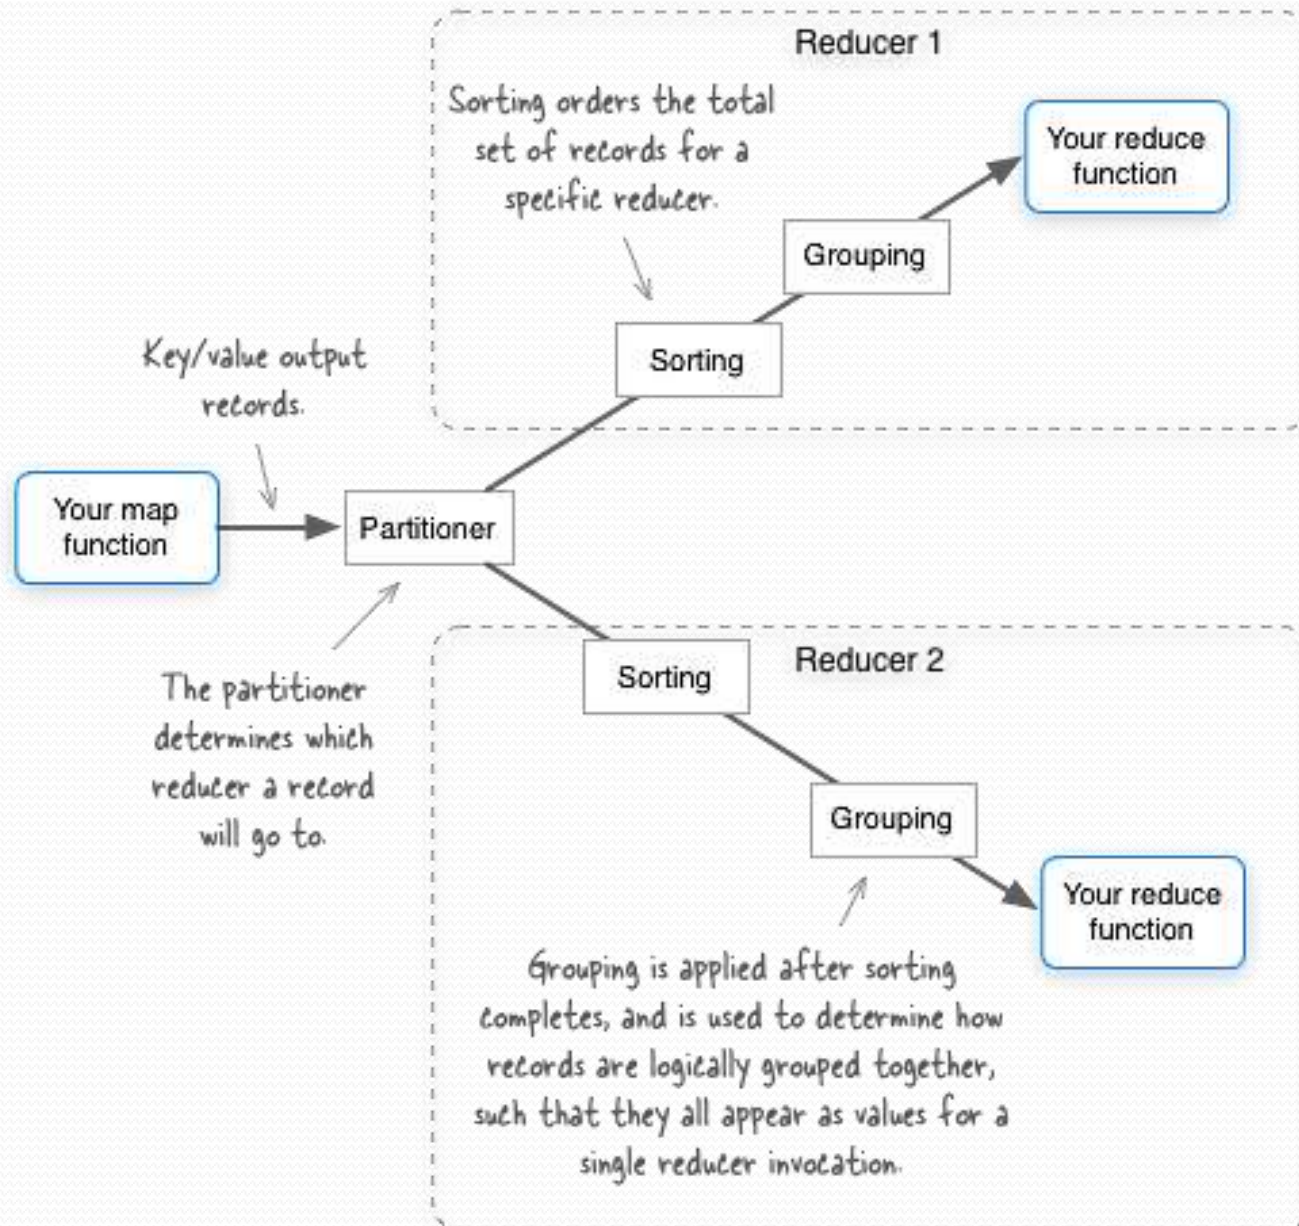 Reducer 1
Sorting orders the total
set of records for a
specific reducer.
Your reduce
function
Grouping
Sorting
Key/value output
records.
Your map
function
Partitioner
The partitioner
determines which
reducer a record
will go to.
Reducer 2
Sorting
Grouping
Your reduce
function
Grouping is applied after sorting
completes, and is used to determine how
records are logically grouped together,
such that they all appear as values for a
single reducer invocation.